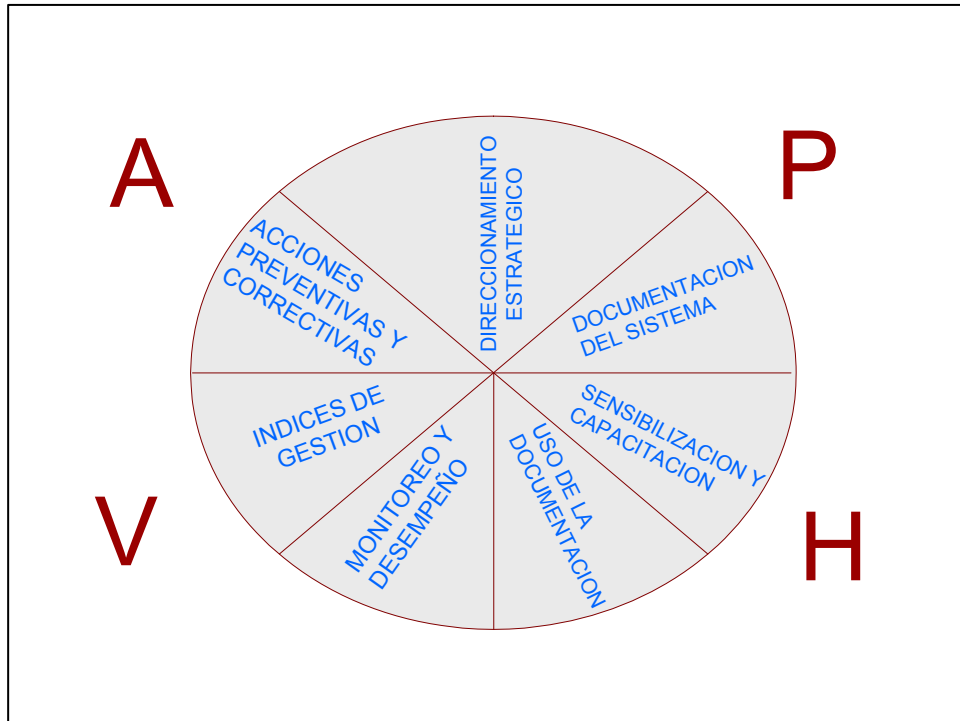 A
P
DIRECCIONAMIENTO
ESTRATEGICO
ACCIONES
PREVENTIVAS Y
CORRECTIVAS
DOCUMENTACION
DEL SISTEMA
INDICES DE
GESTION
SENSIBILIZACION Y
CAPACITACION
MONITOREO Y
DESEMPEÑO
USO DE LA
DOCUMENTACION
V
H